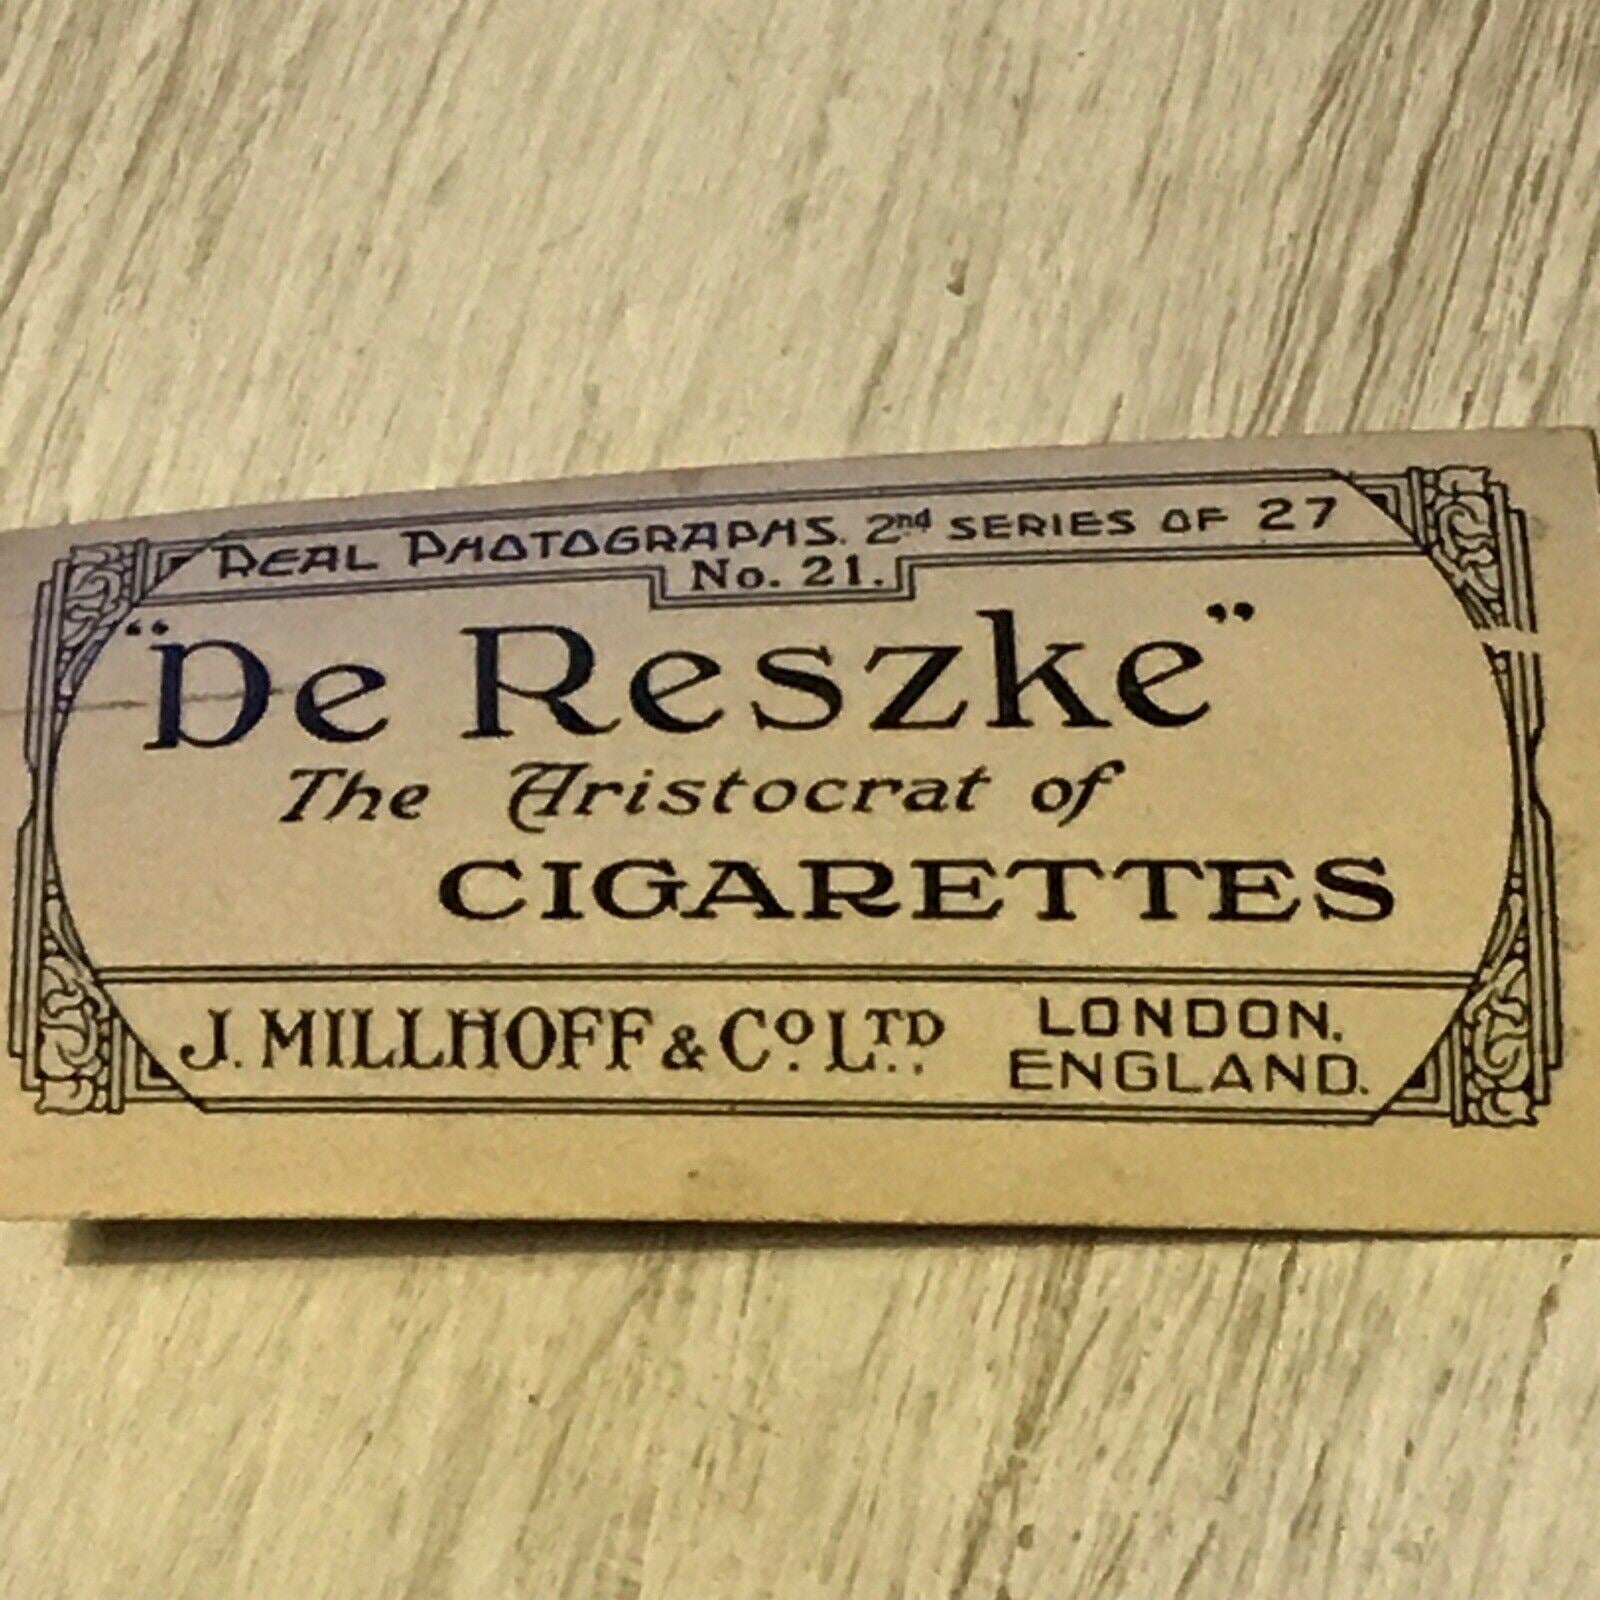 REAL PHOTOGRAPHS. 2nd SERIES OF 27
No. 21.
"De Reszke"
The Aristocrat of
CIGARETTES
J. MILLHOFF & Co. LTD., LONDON,
ENGLAND.